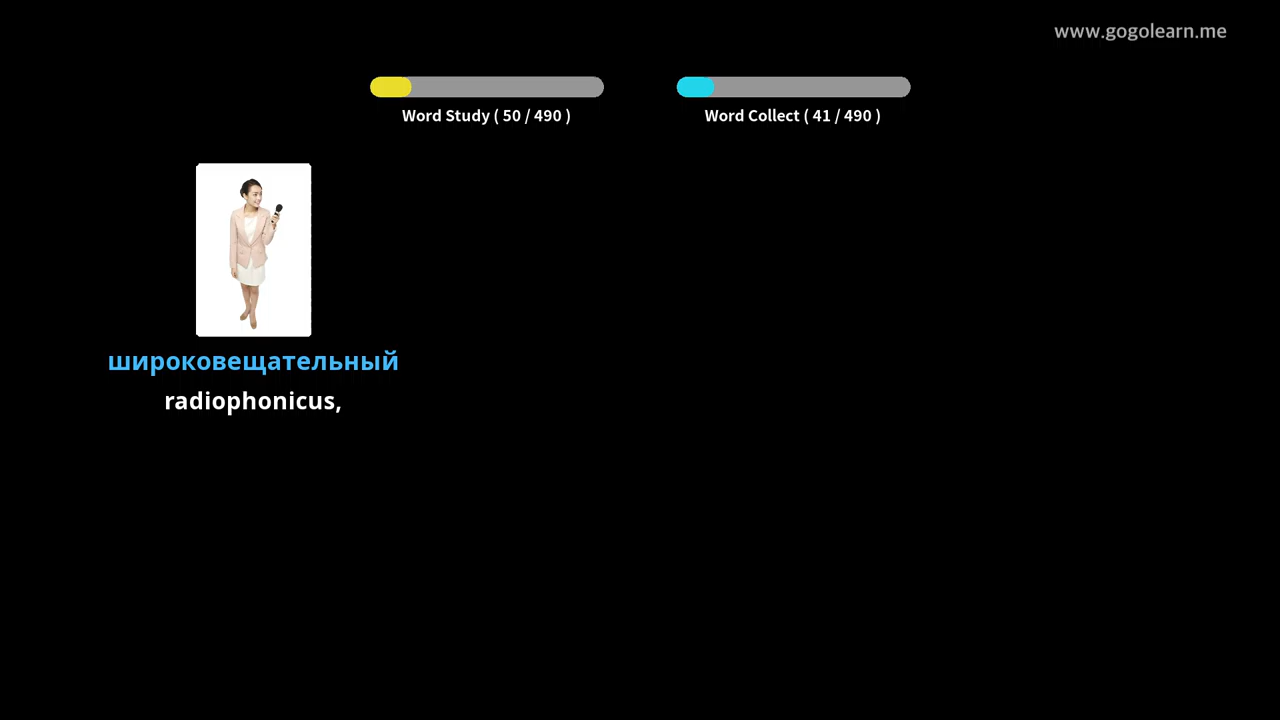 www.gogolearn.me
Word Study ( 50 / 490 )
Word Collect ( 41 / 490 )
широковещательный
radiophonicus,